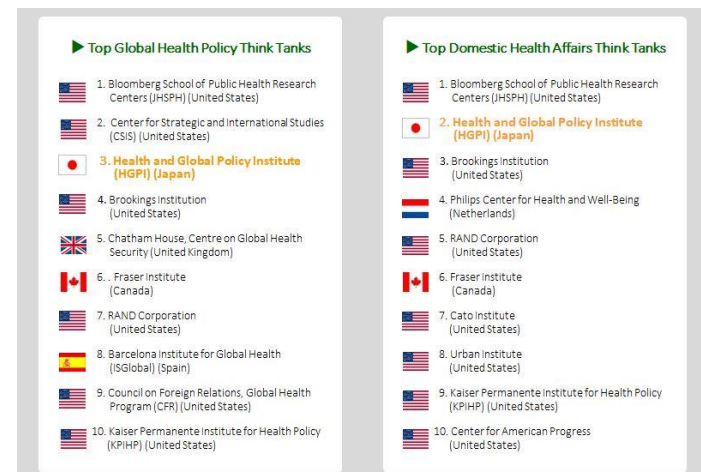 Top Global Health Policy Think Tanks
1. Bloomberg School of Public Health Research
Centers (JHSPH) (United States)
2. Center for Strategic and International Studies
(CSIS) (United States)
3. Health and Global Policy Institute
(HGPI) (Japan)
4. Brookings Institution
(United States)
5. Chatham House, Centre on Global Health
Security (United Kingdom)
6. . Fraser Institute
(Canada)
7. RAND Corporation
(United States)
8. Barcelona Institute for Global Health
(ISGlobal) (Spain)
9. Council on Foreign Relations, Global Health
Program (CFR) (United States)
10. Kaiser Permanente Institute for Health Policy
(KPIHP) (United States)
Top Domestic Health Affairs Think Tanks
1. Bloomberg School of Public Health Research
Centers (JHSPH) (United States)
2. Health and Global Policy Institute
(HGPI) (Japan)
3. Brookings Institution
(United States)
4. Philips Center for Health and Well-Being
(Netherlands)
5. RAND Corporation
(United States)
6. Fraser Institute
(Canada)
7. Cato Institute
(United States)
8. Urban Institute
(United States)
9. Kaiser Permanente Institute for Health Policy
(KPIHP) (United States)
10. Center for American Progress
(United States)